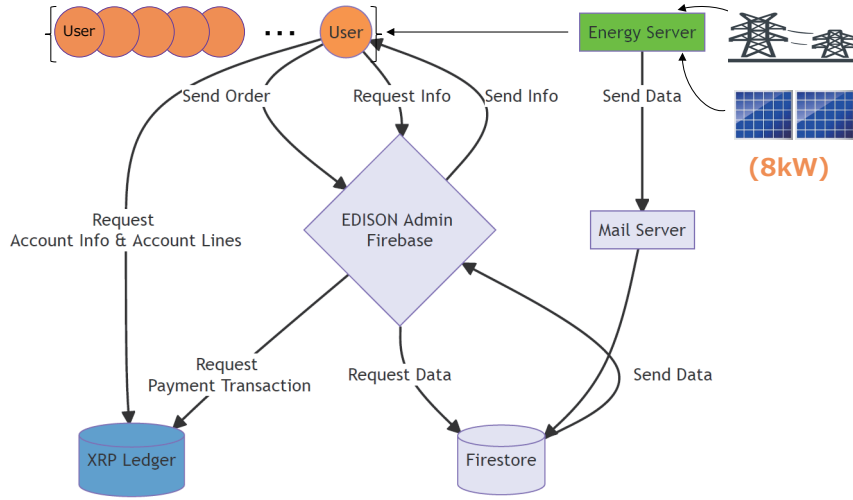 User
...
User
Energy Server
Send Order
Request Info
Send Info
Send Data
(8kW)
Request
Account Info & Account Lines
EDISON Admin
Firebase
Mail Server
Request
Payment Transaction
Request Data
Send Data
XRP Ledger
Firestore